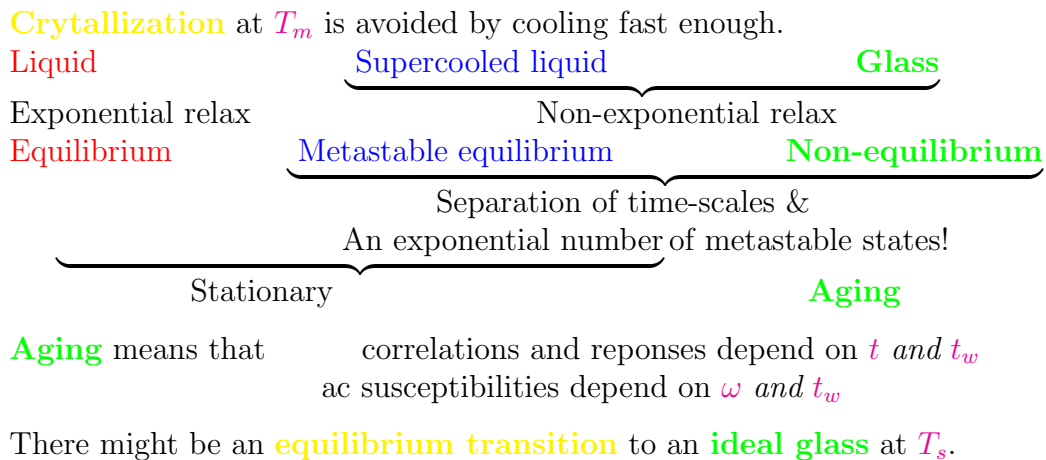 Crytallization at T_m is avoided by cooling fast enough.
Liquid Supercooled liquid Glass
Exponential relax Non-exponential relax
Equilibrium Metastable equilibrium Non-equilibrium
Separation of time-scales &
An exponential number of metastable states!
Stationary Aging
Aging means that correlations and reponses depend on t and t_w
ac susceptibilities depend on ω and t_w
There might be an equilibrium transition to an ideal glass at T_s.